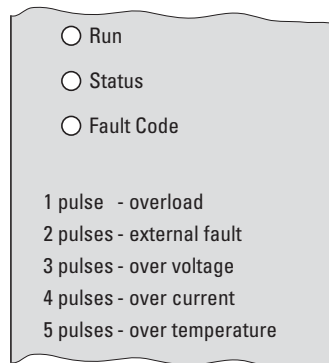 Run
Status
Fault Code
1 pulse - overload
2 pulses - external fault
3 pulses - over voltage
4 pulses - over current
5 pulses - over temperature